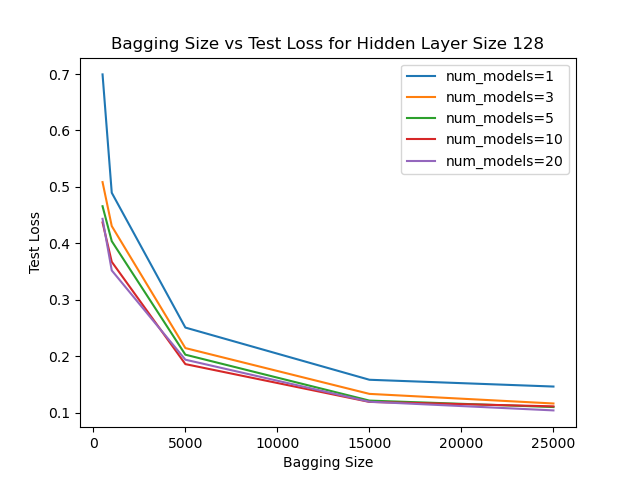 Bagging Size vs Test Loss for Hidden Layer Size 128
0.7
0.6
0.5
0.4
0.3
0.2
0.1
Test Loss
num_models=1
num_models=3
num_models=5
num_models=10
num_models=20
0
5000
10000
15000
20000
25000
Bagging Size